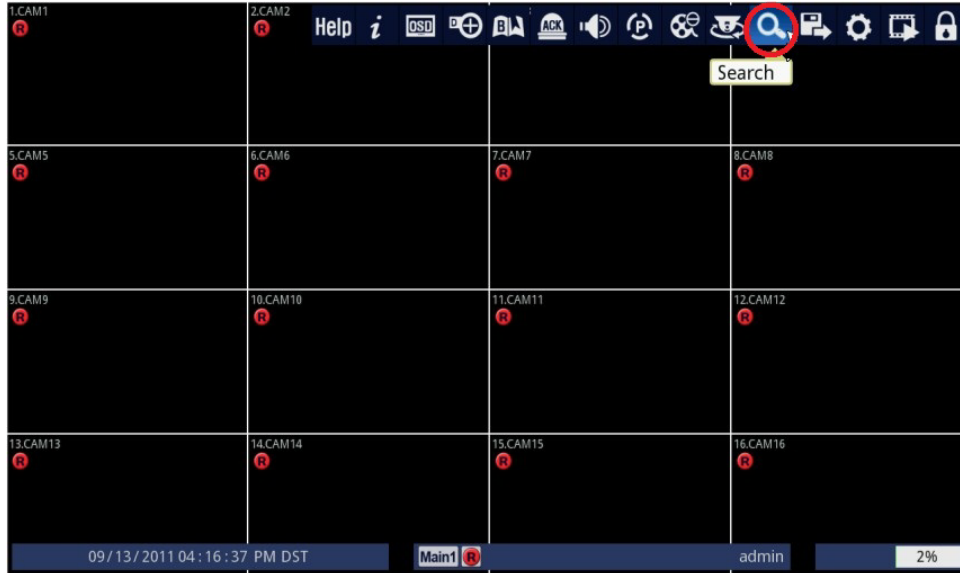 1.CAM1 2.CAM2 Help i OSD D B ACK P
Search
R R
5.CAM5 6.CAM6 7.CAM7 8.CAM8
R R R R
9.CAM9 10.CAM10 11.CAM11 12.CAM12
R R R R
13.CAM13 14.CAM14 15.CAM15 16.CAM16
R R R R
09/13/2011 04:16:37 PM DST Main1 R admin 2%